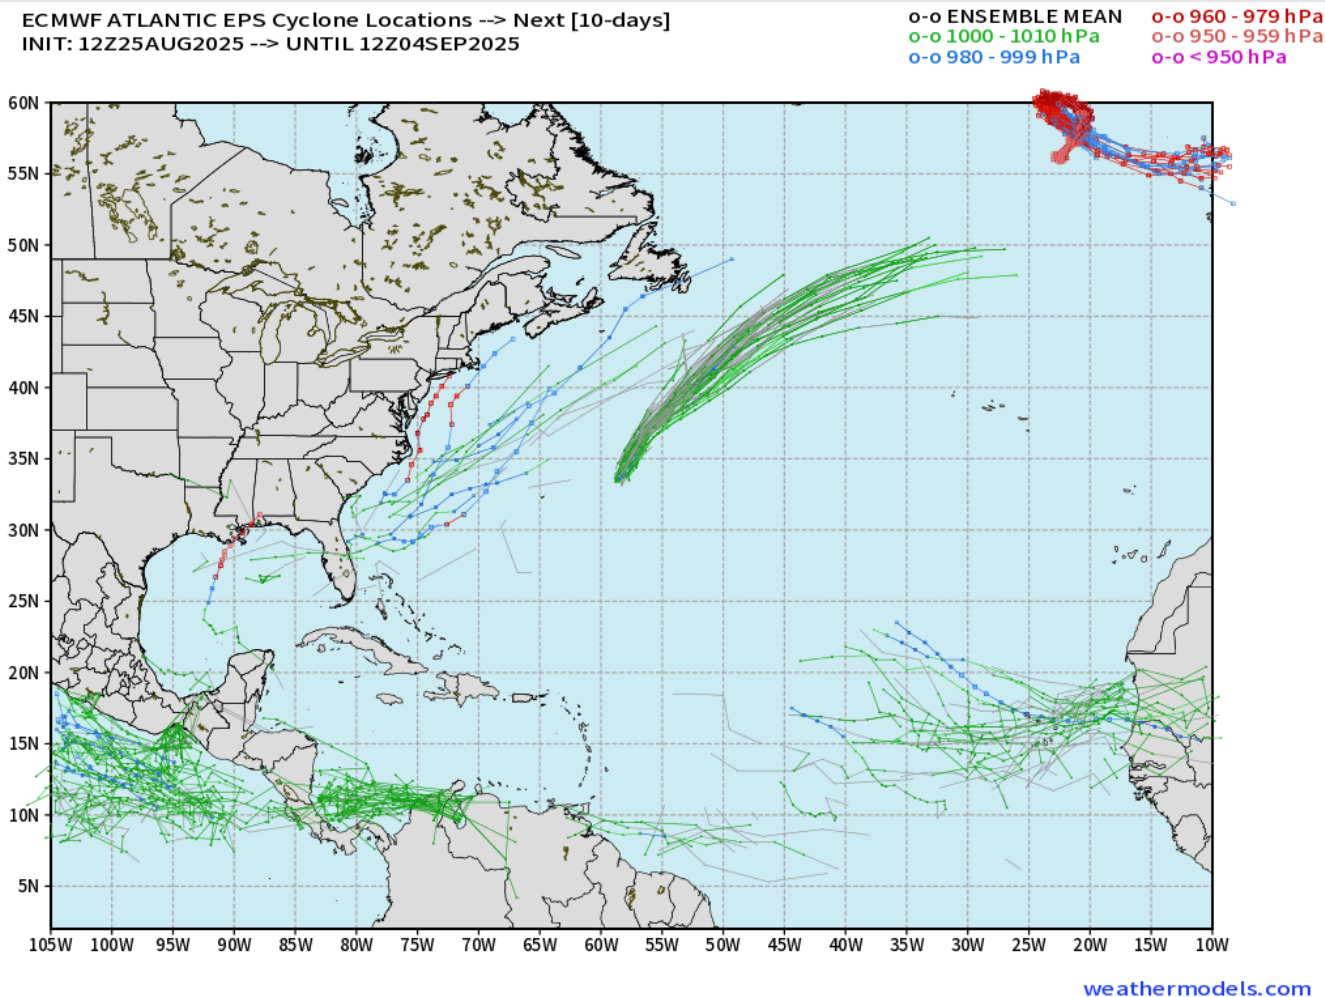 ECMWF ATLANTIC EPS Cyclone Locations --> Next [10-days]
INIT: 12Z25AUG2025 --> UNTIL 12Z04SEP2025
o-o ENSEMBLE MEAN
o-o 1000 - 1010 hPa
o-o 980 - 999 hPa
o-o 960 - 979 hPa
o-o 950 - 959 hPa
o-o < 950 hPa
60N
55N
50N
45N
40N
35N
30N
25N
20N
15N
10N
5N
105W 100W 95W 90W 85W 80W 75W 70W 65W 60W 55W 50W 45W 40W 35W 30W 25W 20W 15W 10W
weathermodels.com